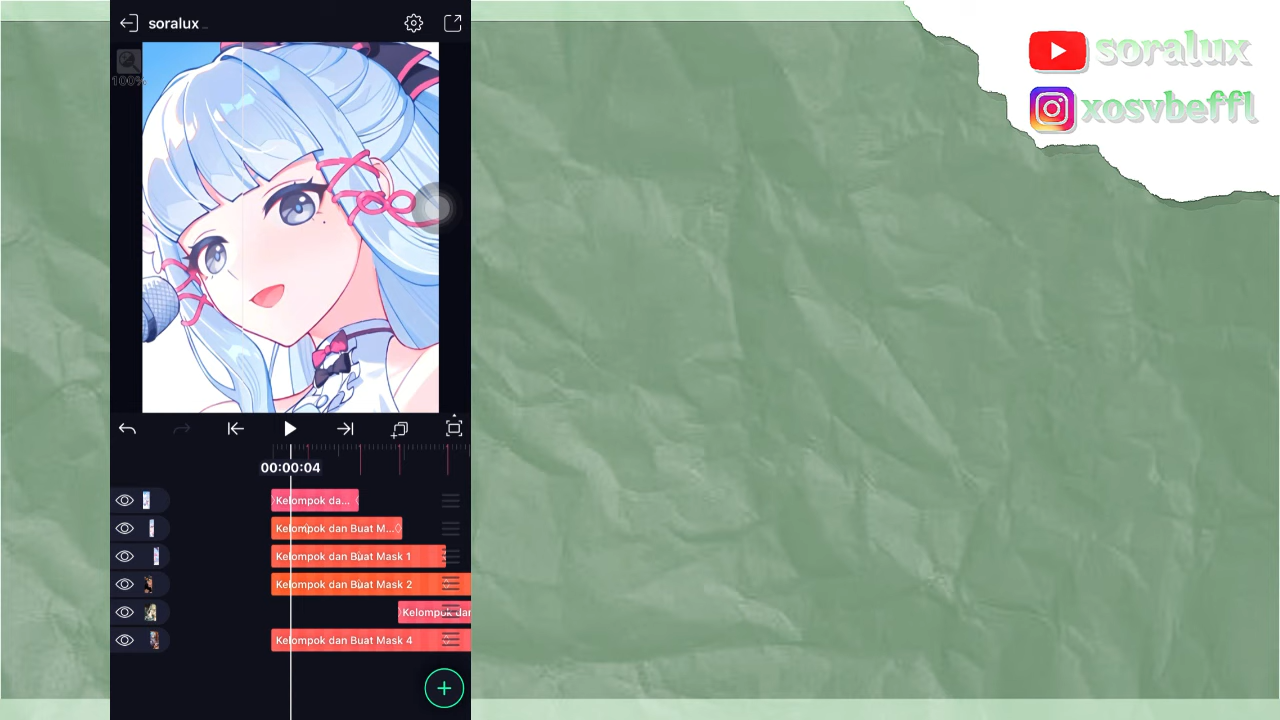 soralux ...
100%
00:00:04
Kelompok da...
Kelompok dan Buat M...
Kelompok dan Buat Mask 1
Kelompok dan Buat Mask 2
Kelompok dan
Kelompok dan Buat Mask 4
soralux
xosvbeffl